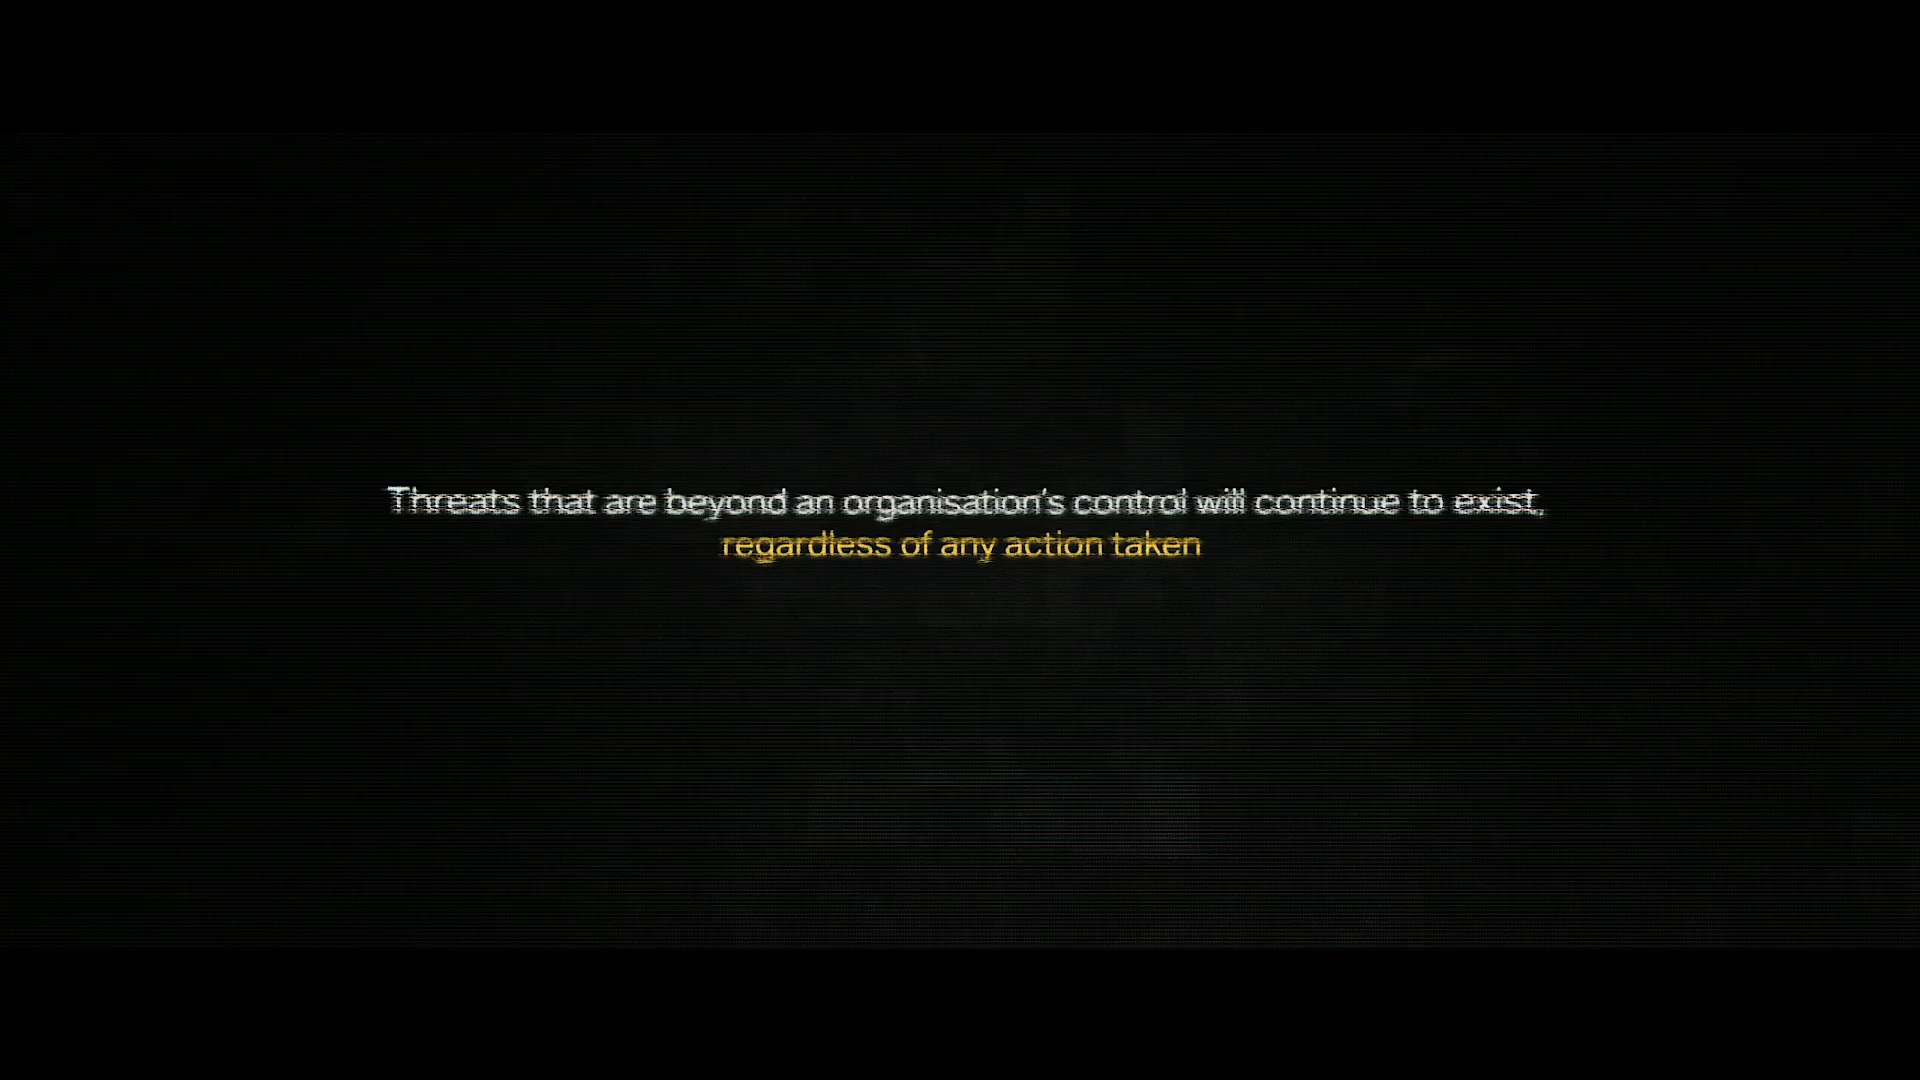 Threats that are beyond an organisation's control will continue to exist,
regardless of any action taken